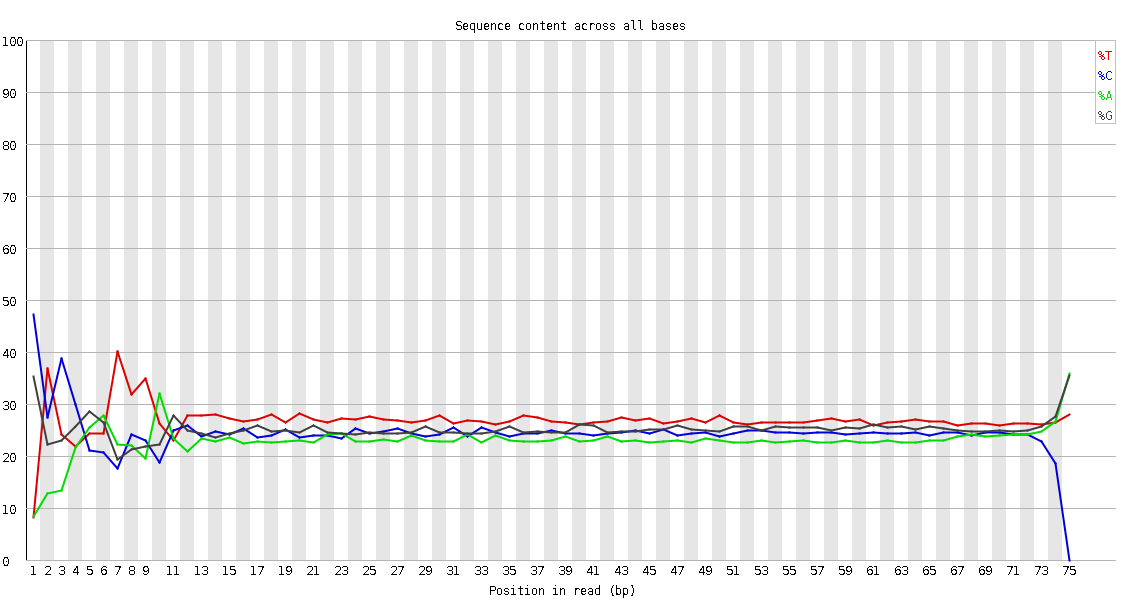 Sequence content across all bases
100
90
80
70
60
50
40
30
20
10
0
%T
%C
%A
%G
1 2 3 4 5 6 7 8 9 11 13 15 17 19 21 23 25 27 29 31 33 35 37 39 41 43 45 47 49 51 53 55 57 59 61 63 65 67 69 71 73 75
Position in read (bp)